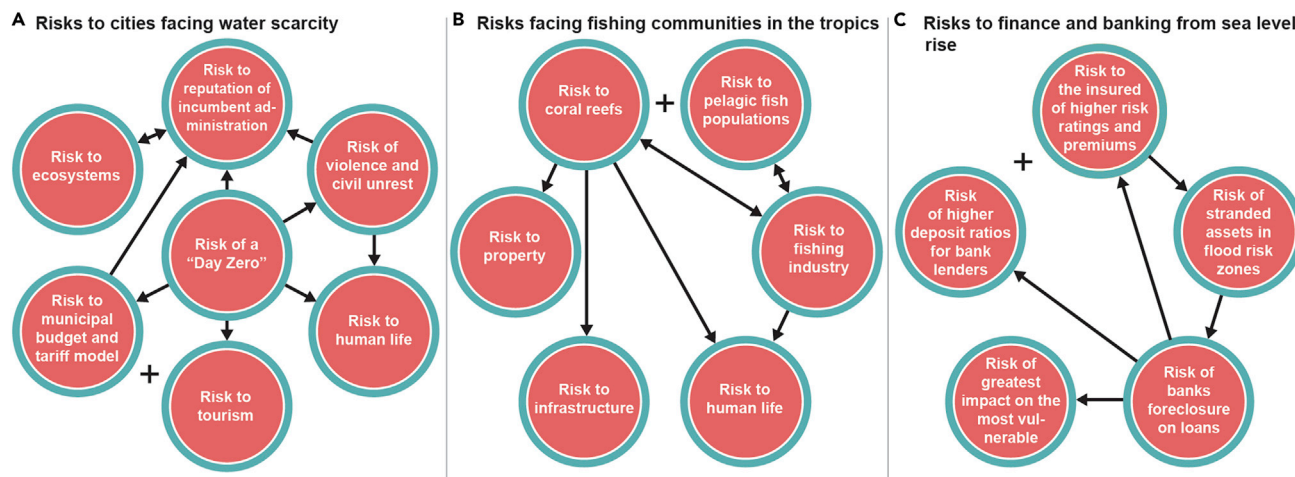 A Risks to cities facing water scarcity
Risk to
reputation of
incumbent ad-
ministration
Risk to
ecosystems
Risk of
violence and
civil unrest
Risk of a
“Day Zero”
Risk to
municipal
budget and
tariff model
+
Risk to
human life
Risk to
tourism
B Risks facing fishing communities in the tropics
Risk to
coral reefs
+
Risk to
pelagic fish
populations
Risk to
property
Risk to
fishing
industry
Risk to
infrastructure
Risk to
human life
C Risks to finance and banking from sea level
rise
Risk to
the insured
of higher risk
ratings and
premiums
+
Risk
of higher
deposit ratios
for bank
lenders
Risk of
stranded
assets in
flood risk
zones
Risk of
greatest
impact on the
most vul-
nerable
Risk of
banks
foreclosure
on loans